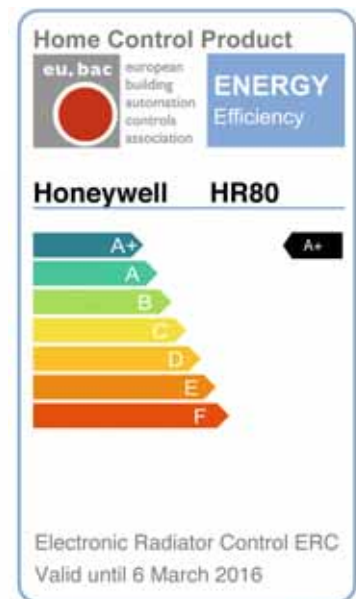 Home Control Product
eu.bac
european
building
automation
controls
association
ENERGY
Efficiency
Honeywell HR80
A+
A+
A
B
C
D
E
F
Electronic Radiator Control ERC
Valid until 6 March 2016